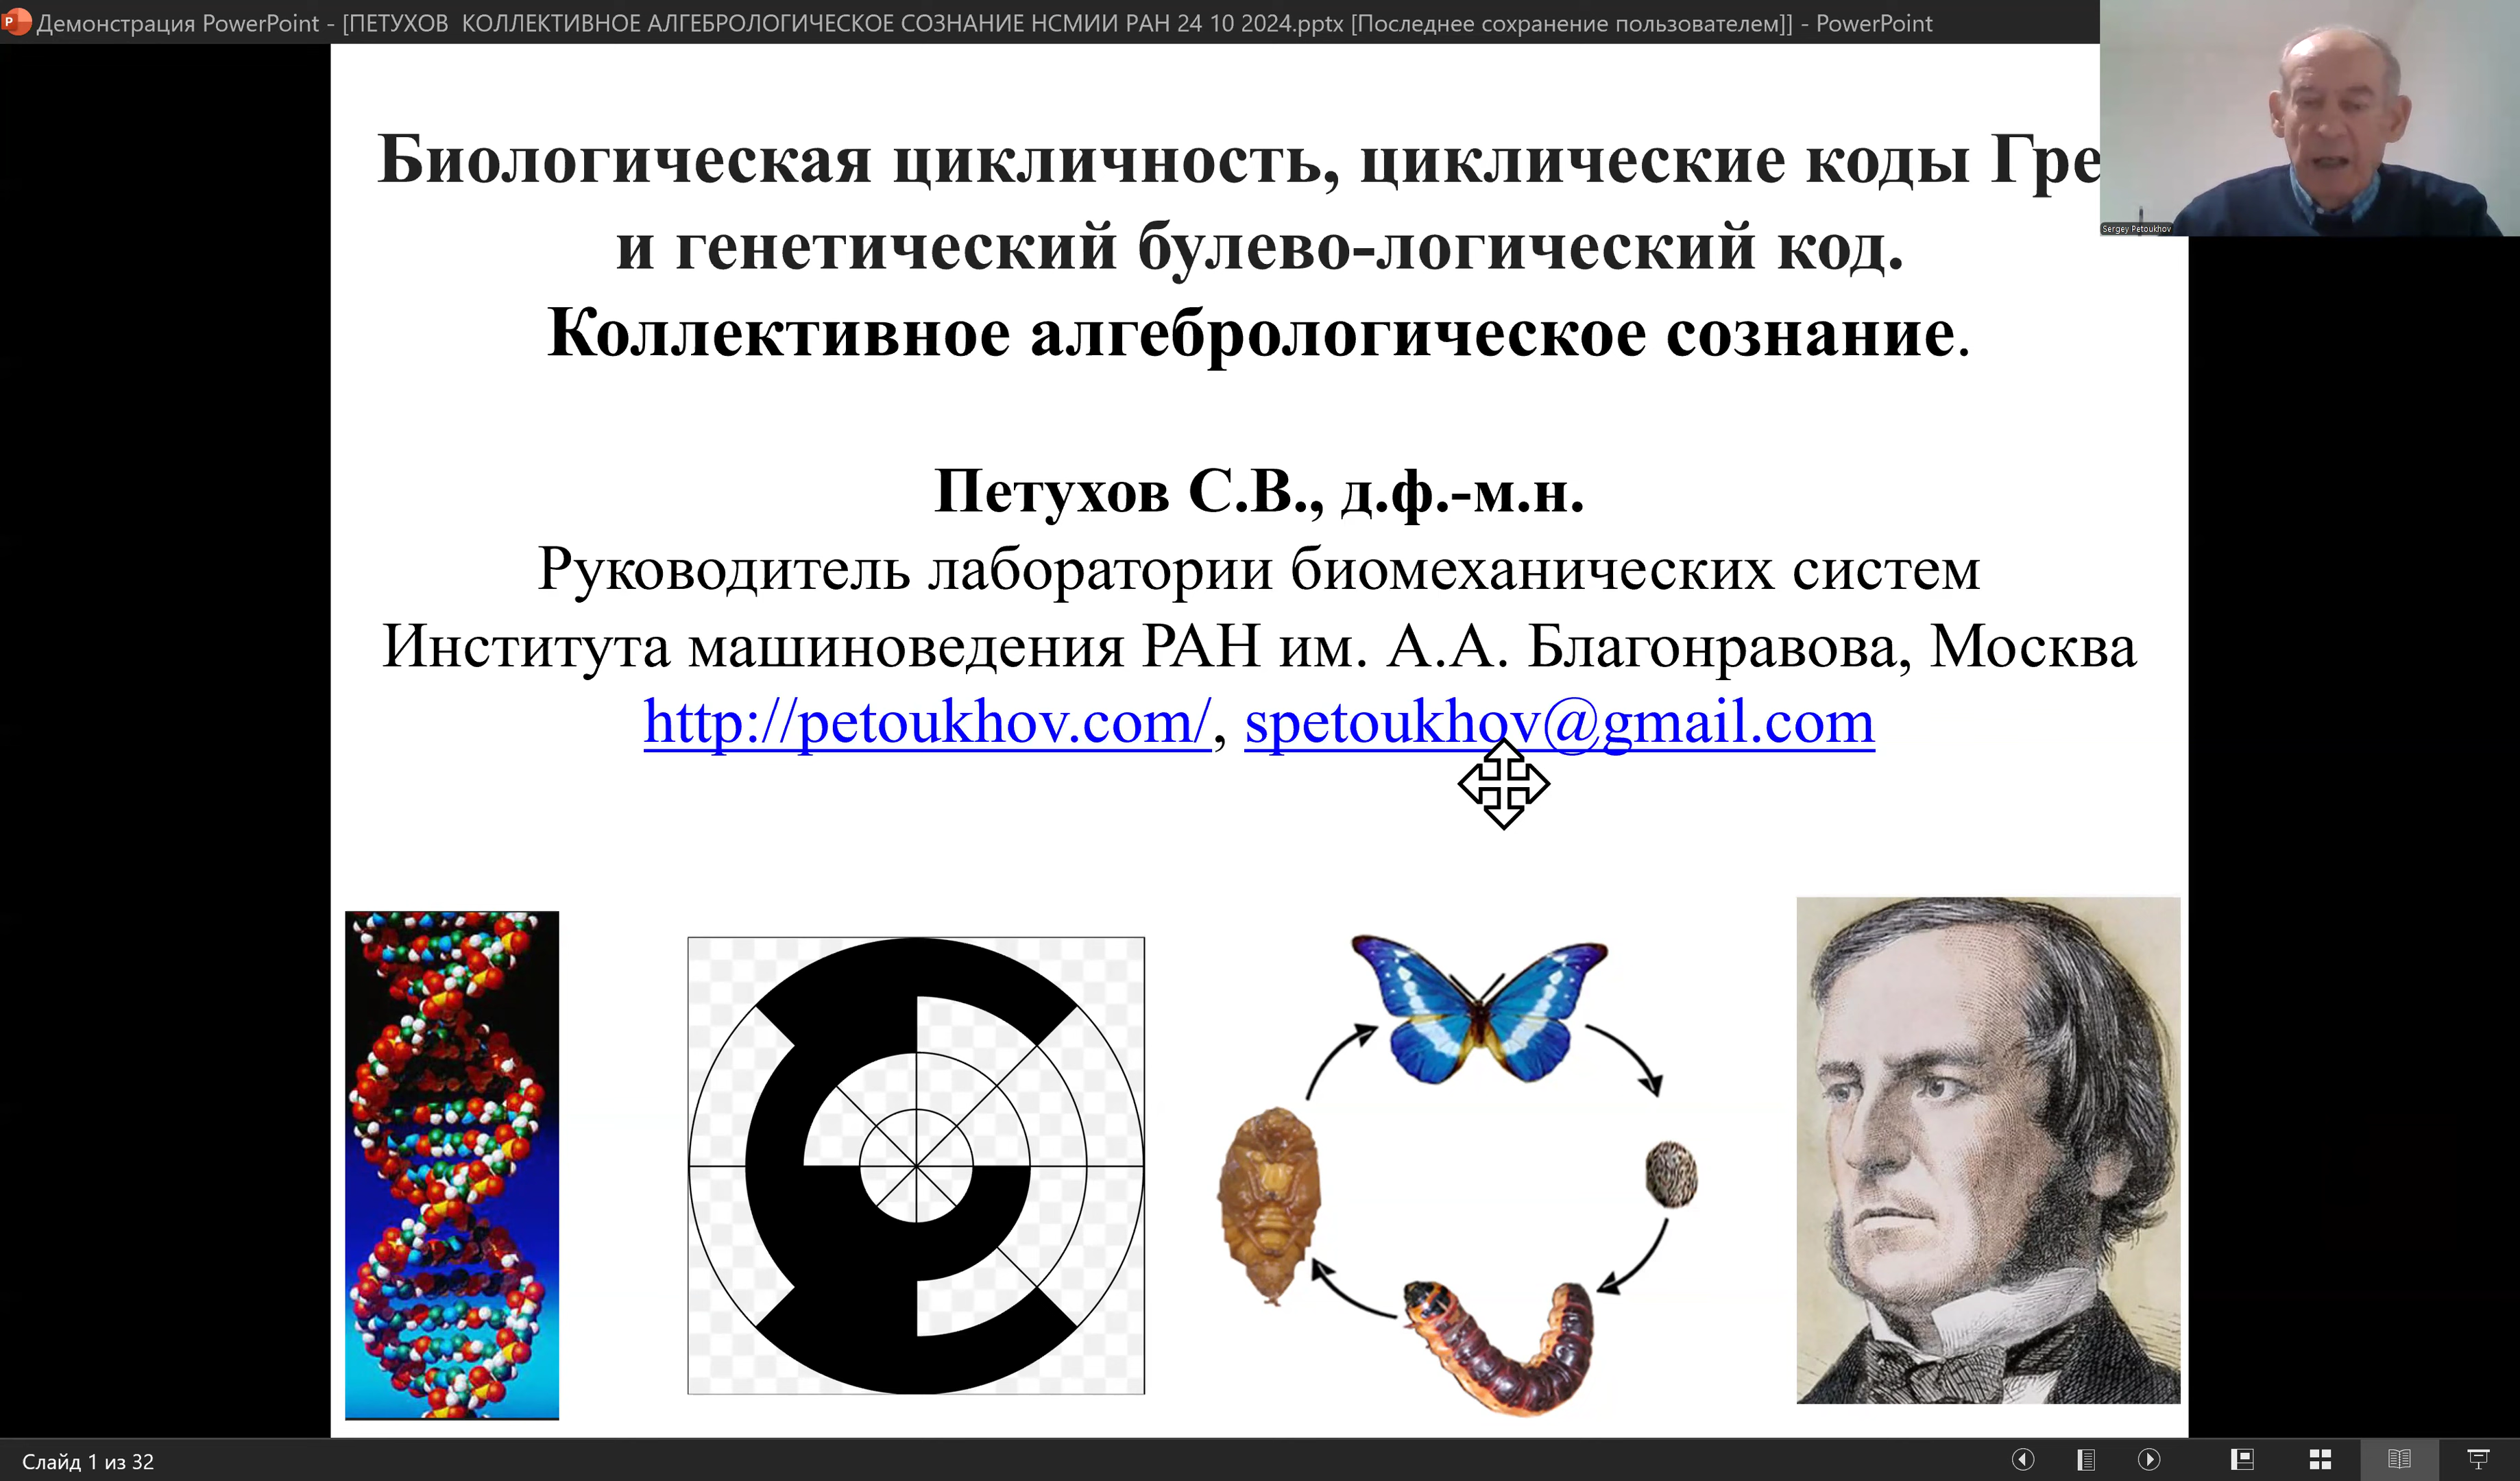 Демонстрация PowerPoint - [ПЕТУХОВ КОЛЛЕКТИВНОЕ АЛГЕБРОЛОГИЧЕСКОЕ СОЗНАНИЕ НСМИИ РАН 24 10 2024.pptx [Последнее сохранение пользователем]] - PowerPoint
Sergey Petoukhov
Биологическая цикличность, циклические коды Гре
и генетический булево-логический код.
Коллективное алгебрологическое сознание.
Петухов С.В., д.ф.-м.н.
Руководитель лаборатории биомеханических систем
Института машиноведения РАН им. А.А. Благонравова, Москва
http://petoukhov.com/, spetoukhov@gmail.com
Слайд 1 из 32